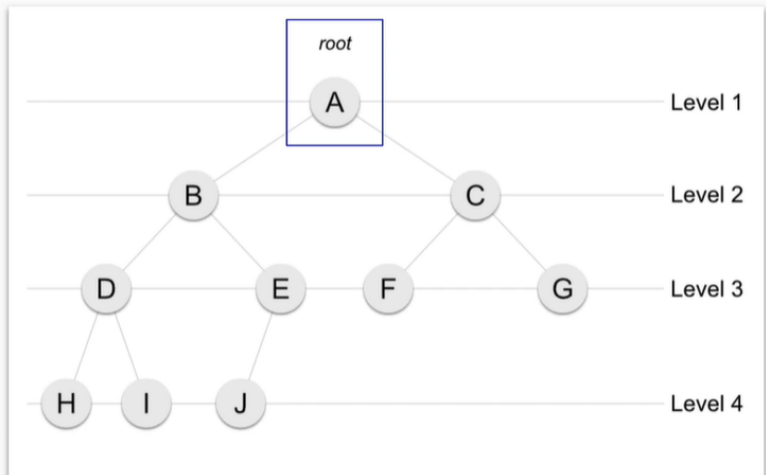 root
A Level 1
B C Level 2
D E F G Level 3
H I J Level 4